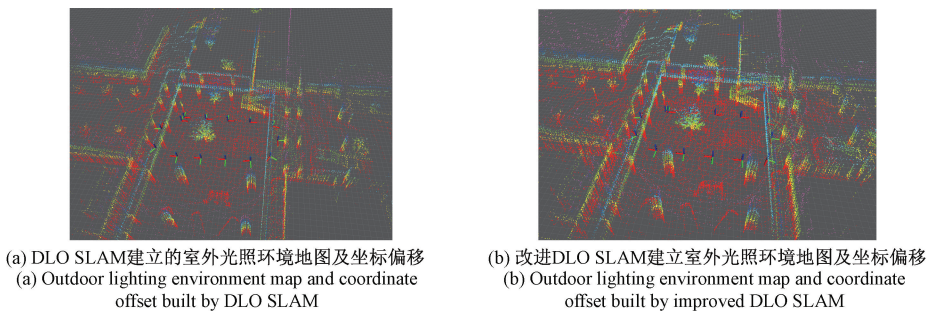 (a) DLO SLAM建立的室外光照环境地图及坐标偏移
(a) Outdoor lighting environment map and coordinate
offset built by DLO SLAM
(b) 改进DLO SLAM建立室外光照环境地图及坐标偏移
(b) Outdoor lighting environment map and coordinate
offset built by improved DLO SLAM